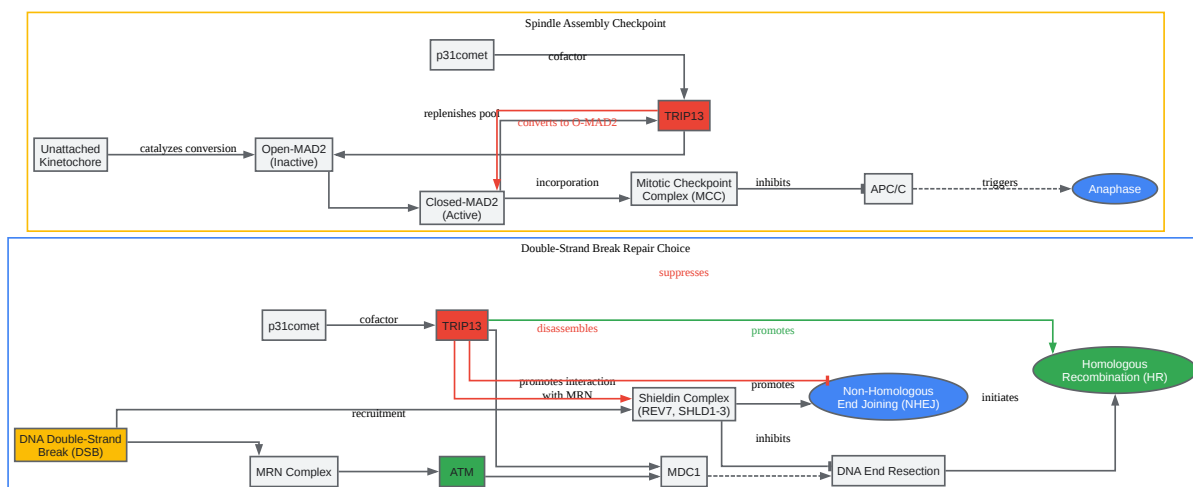 Spindle Assembly Checkpoint
p31comet
cofactor
replenishes pool
TRIP13
converts to O-MAD2
Unattached
Kinetochore
catalyzes conversion
Open-MAD2
(Inactive)
Closed-MAD2
(Active)
incorporation
Mitotic Checkpoint
Complex (MCC)
inhibits
APC/C
triggers
Anaphase
Double-Strand Break Repair Choice
suppresses
p31comet
cofactor
TRIP13
disassembles
promotes
Homologous
Recombination (HR)
promotes interaction
with MRN
Shieldin Complex
(REV7, SHLD1-3)
promotes
Non-Homologous
End Joining (NHEJ)
initiates
recruitment
DNA Double-Strand
Break (DSB)
inhibits
MRN Complex
ATM
MDC1
DNA End Resection